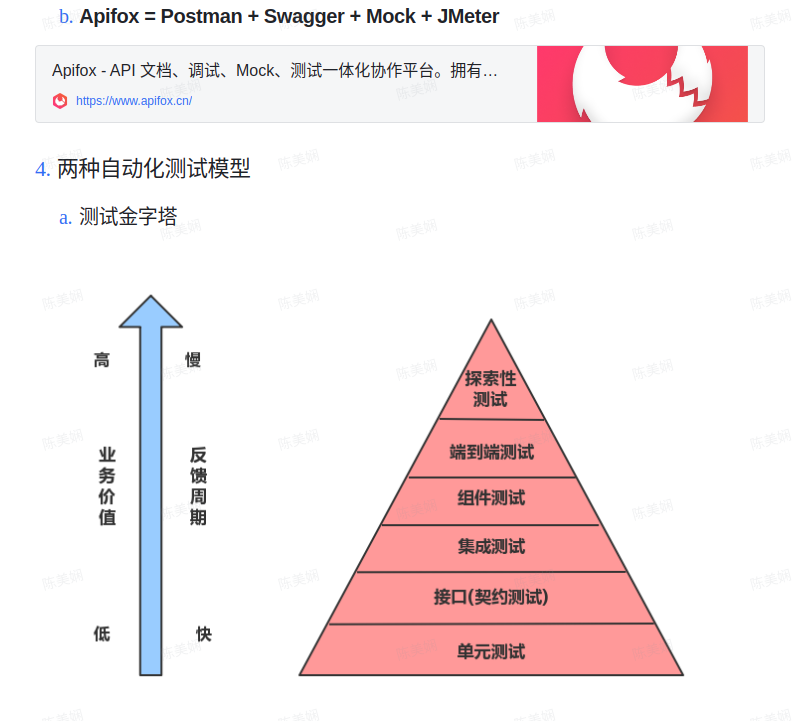 b. Apifox = Postman + Swagger + Mock + JMeter
Apifox - API 文档、调试、Mock、测试一体化协作平台。拥有…
https://www.apifox.cn/
4. 两种自动化测试模型
a. 测试金字塔
高
慢
业务价值
反馈周期
低
快
探索性
测试
端到端测试
组件测试
集成测试
接口(契约测试)
单元测试
陈美娴